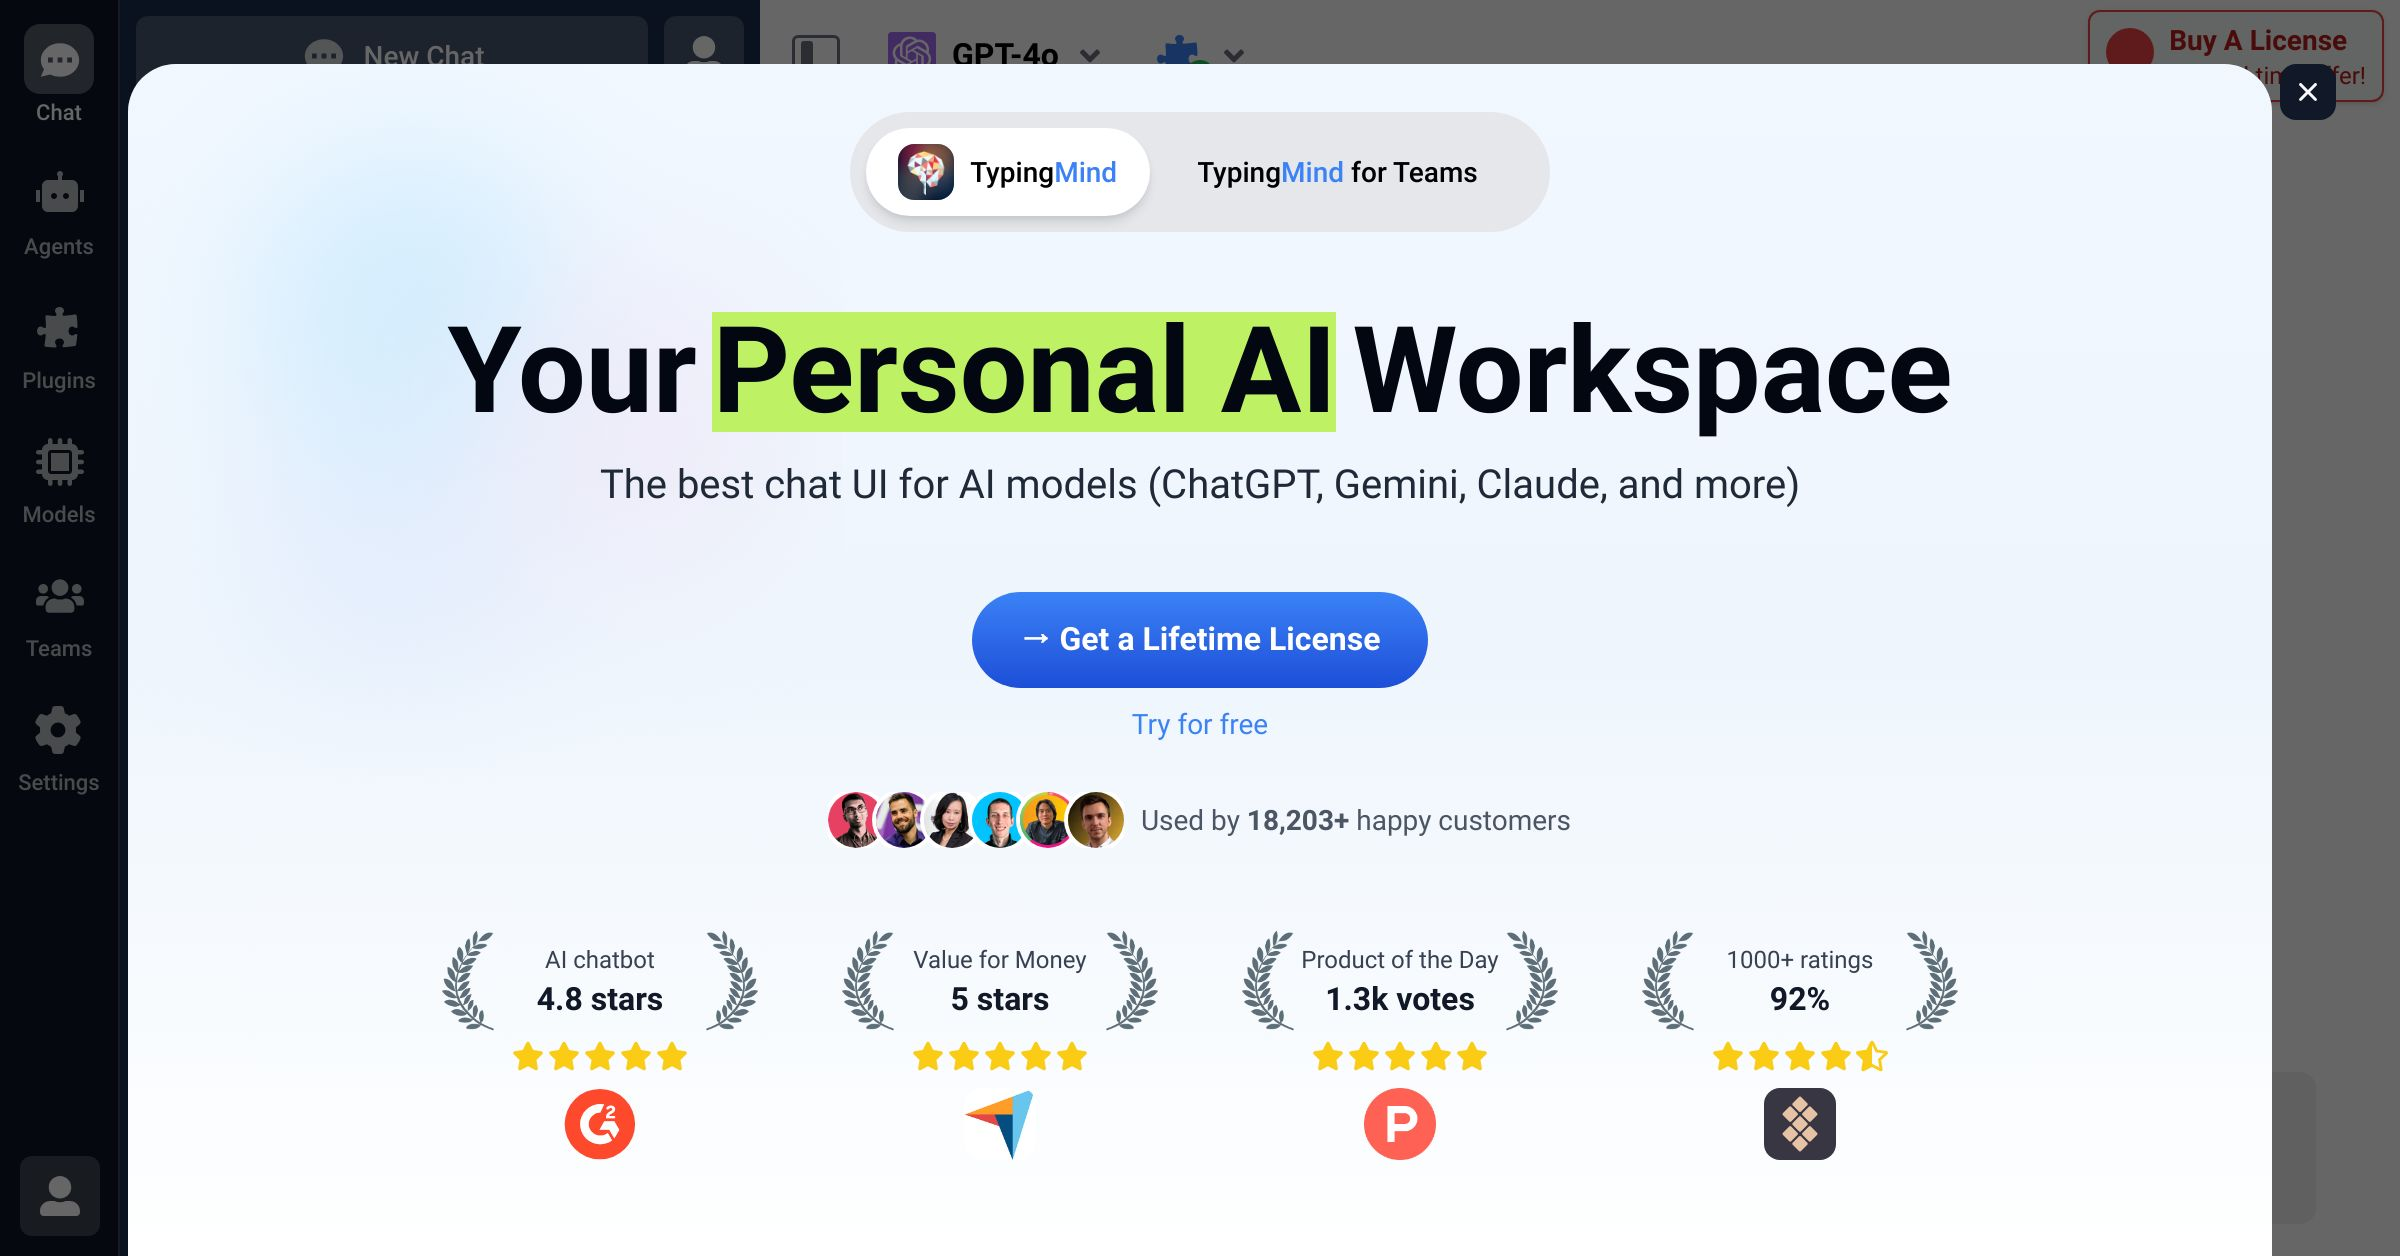 Chat
Agents
Plugins
Models
Teams
Settings
New Chat
GPT-4o
Buy A License
TypingMind
TypingMind for Teams
Your Personal AI Workspace
The best chat UI for AI models (ChatGPT, Gemini, Claude, and more)
→ Get a Lifetime License
Try for free
Used by 18,203+ happy customers
AI chatbot
4.8 stars
Value for Money
5 stars
Product of the Day
1.3k votes
1000+ ratings
92%
G2
P